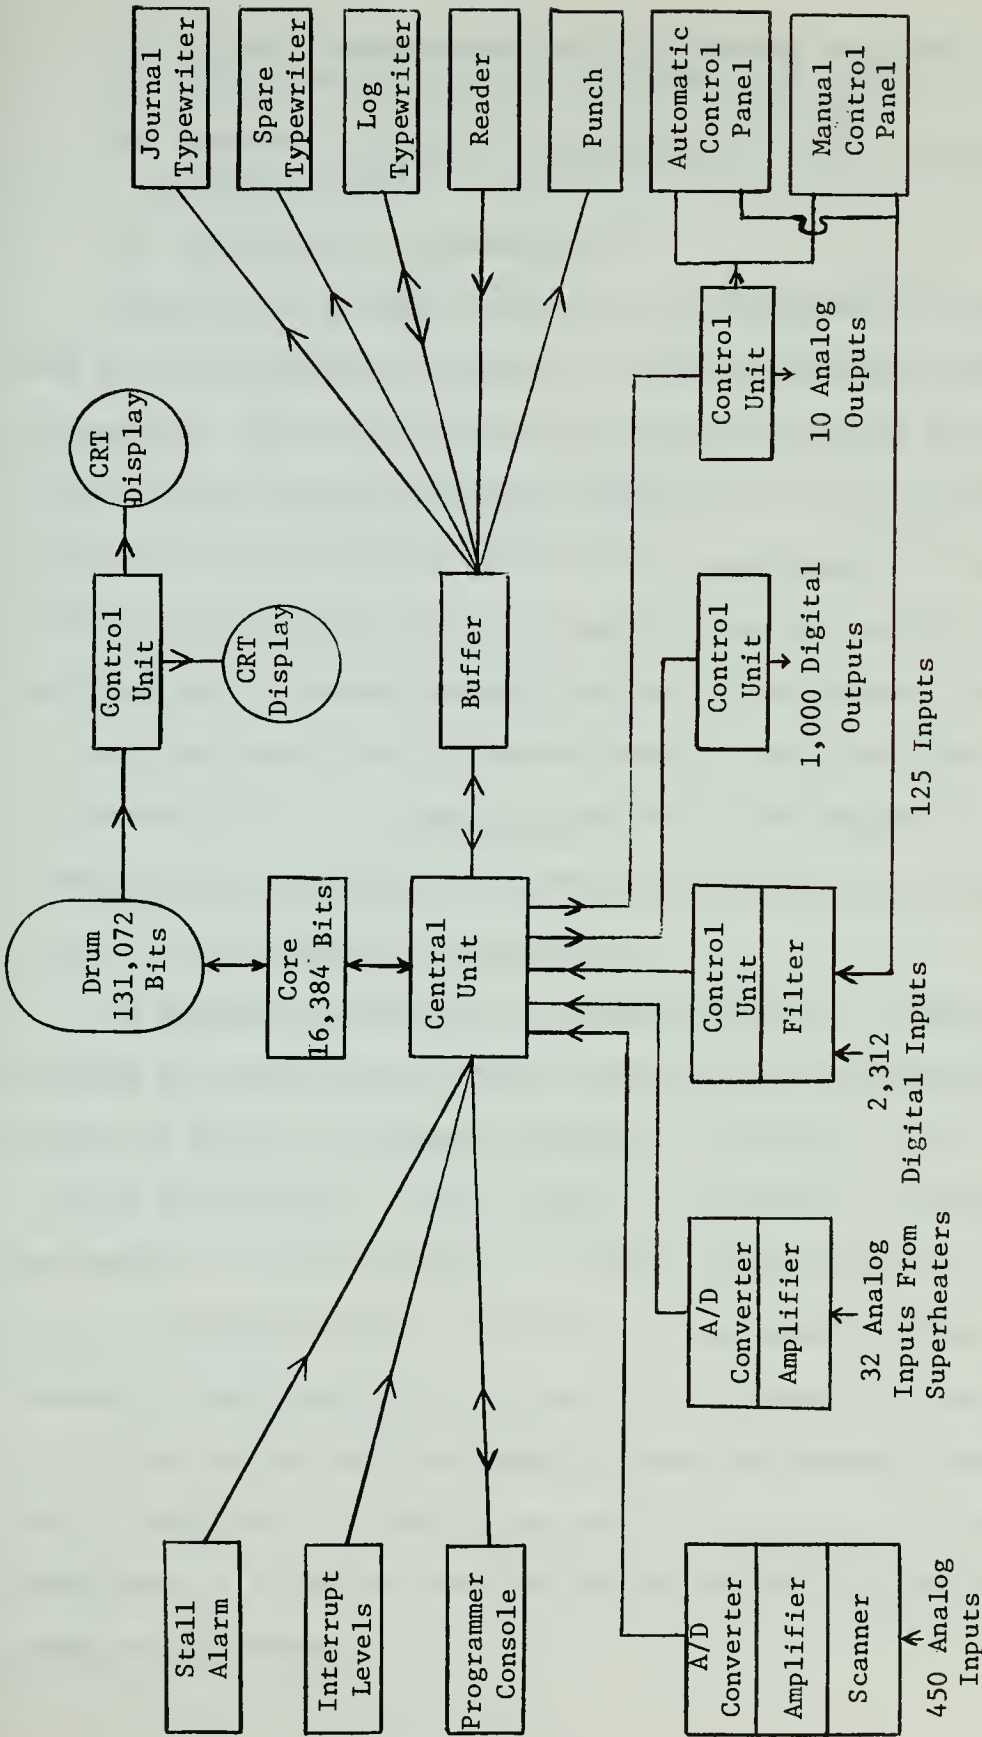 Drum
131,072
Bits
Control
Unit
CRT
Display
CRT
Display
Core
16,384 Bits
Stall
Alarm
Interrupt
Levels
Programmer
Console
Central
Unit
Buffer
Journal
Typewriter
Spare
Typewriter
Log
Typewriter
Reader
Punch
Automatic
Control
Panel
Manual
Control
Panel
A/D
Converter
Amplifier
Scanner
450 Analog
Inputs
A/D
Converter
Amplifier
32 Analog
Inputs From
Superheaters
Control
Unit
Filter
2,312
Digital Inputs
Control
Unit
1,000 Digital
Outputs
Control
Unit
10 Analog
Outputs
125 Inputs